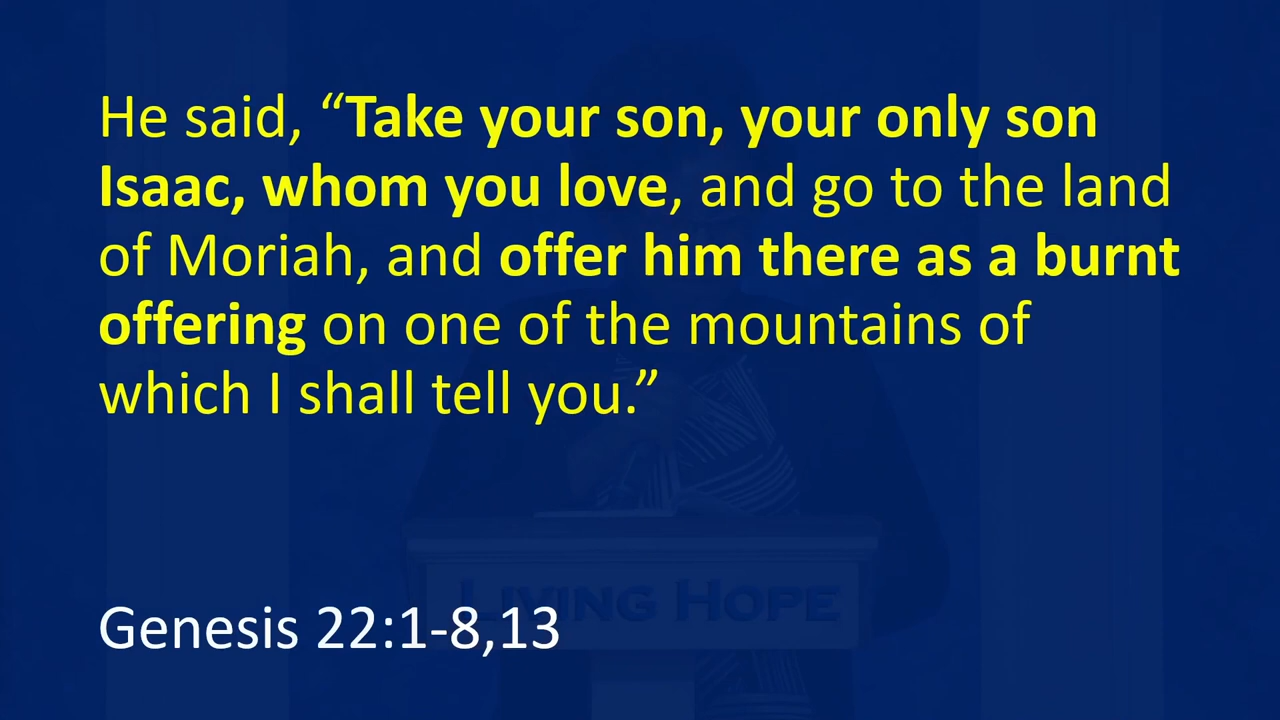 He said, “Take your son, your only son
Isaac, whom you love, and go to the land
of Moriah, and offer him there as a burnt
offering on one of the mountains of
which I shall tell you.”
LIVING HOPE
Genesis 22:1-8,13